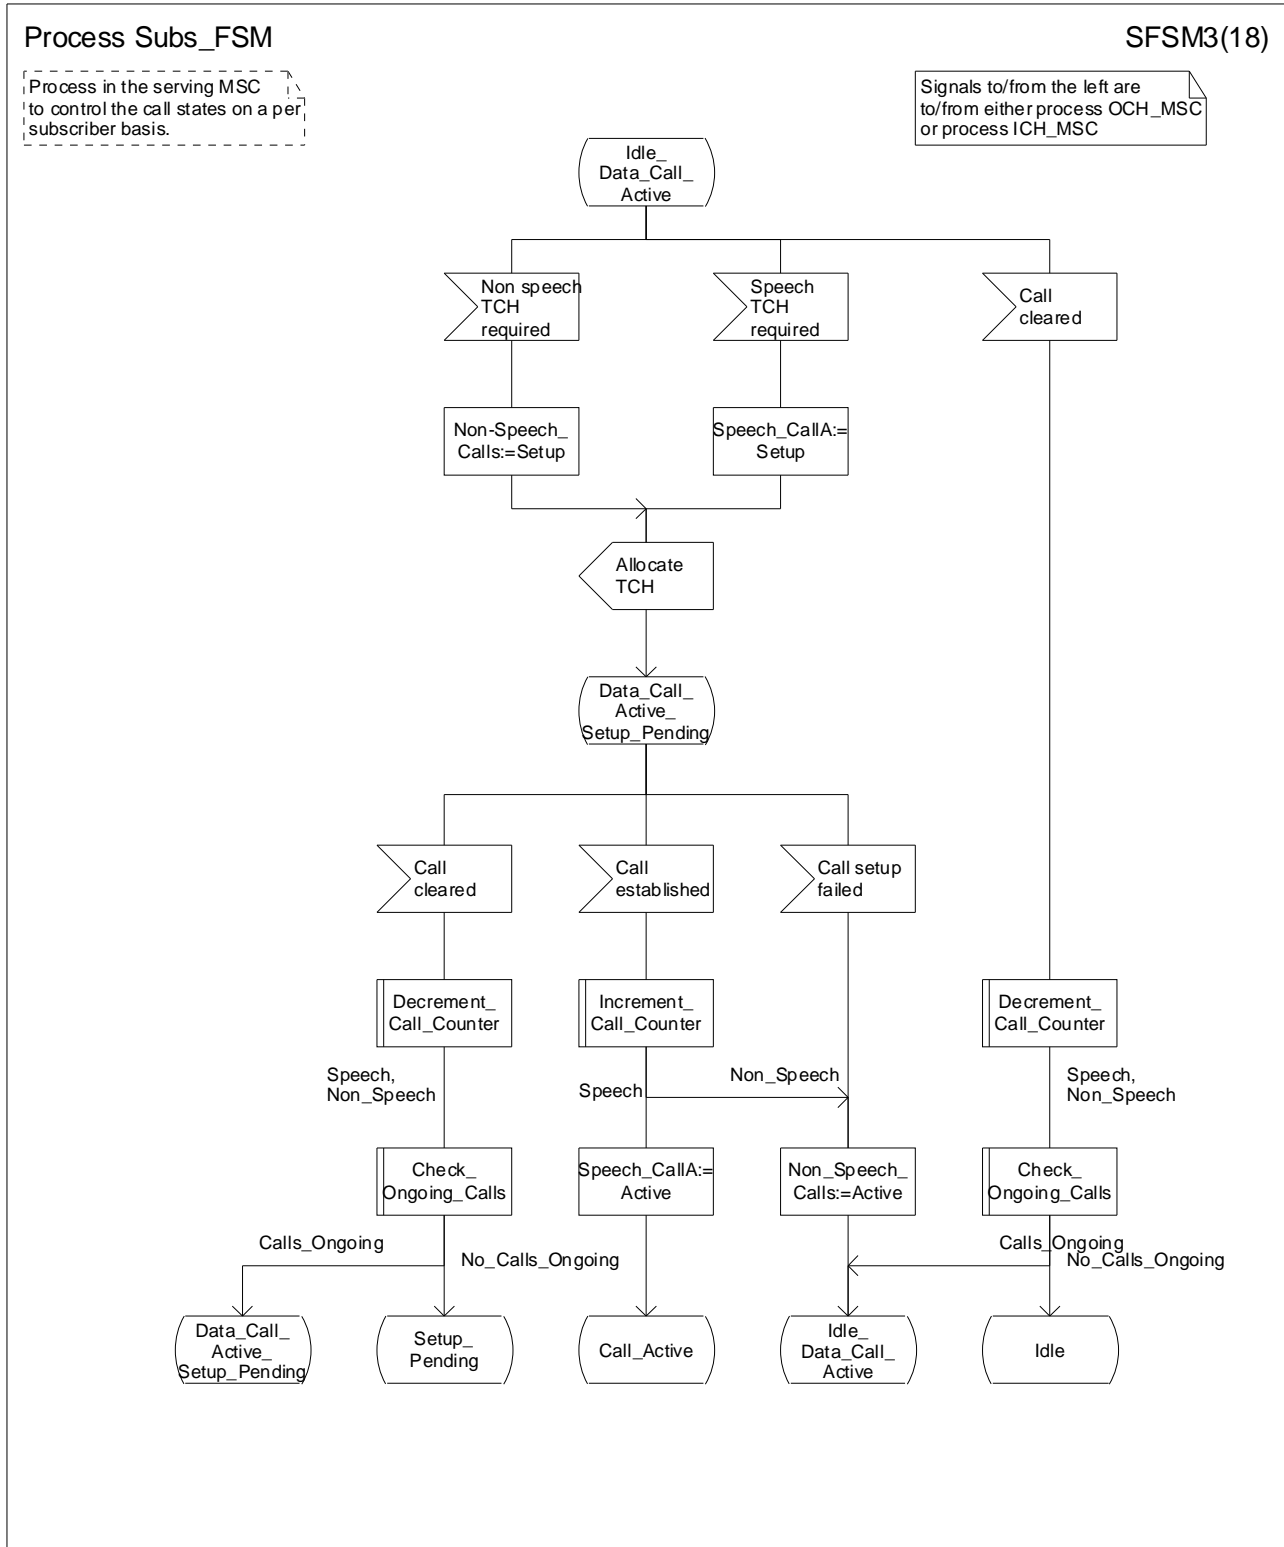 Process Subs_FSM
SFSM3(18)
Process in the serving MSC
to control the call states on a per
subscriber basis.
Signals to/from the left are
to/from either process OCH_MSC
or process ICH_MSC
Idle_
Data_Call_
Active
Non speech
TCH
required
Speech
TCH
required
Call
cleared
Non-Speech_
Calls:=Setup
Speech_CallA:=
Setup
Allocate
TCH
Data_Call_
Active_
Setup_Pending
Call
cleared
Call
established
Call setup
failed
Decrement_
Call_Counter
Increment_
Call_Counter
Decrement_
Call_Counter
Speech,
Non_Speech
Speech
Non_Speech
Speech,
Non_Speech
Check_
Ongoing_Calls
Speech_CallA:=
Active
Non_Speech_
Calls:=Active
Check_
Ongoing_Calls
Calls_Ongoing
No_Calls_Ongoing
Calls_Ongoing
No_Calls_Ongoing
Data_Call_
Active_
Setup_Pending
Setup_
Pending
Call_Active
Idle_
Data_Call_
Active
Idle